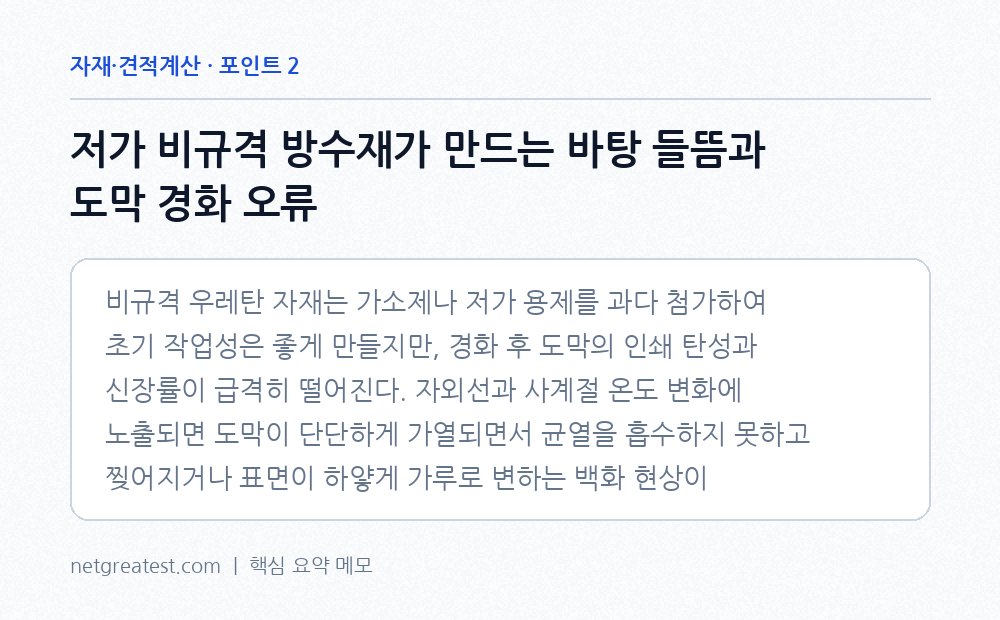 자재·견적계산 · 포인트 2
저가 비규격 방수재가 만드는 바탕 들뜸과
도막 경화 오류
비규격 우레탄 자재는 가소제나 저가 용제를 과다 첨가하여
초기 작업성은 좋게 만들지만, 경화 후 도막의 인쇄 탄성과
신장률이 급격히 떨어진다. 자외선과 사계절 온도 변화에
노출되면 도막이 단단하게 가열되면서 균열을 흡수하지 못하고
찢어지거나 표면이 하얗게 가루로 변하는 백화 현상이
netgreatest.com | 핵심 요약 메모